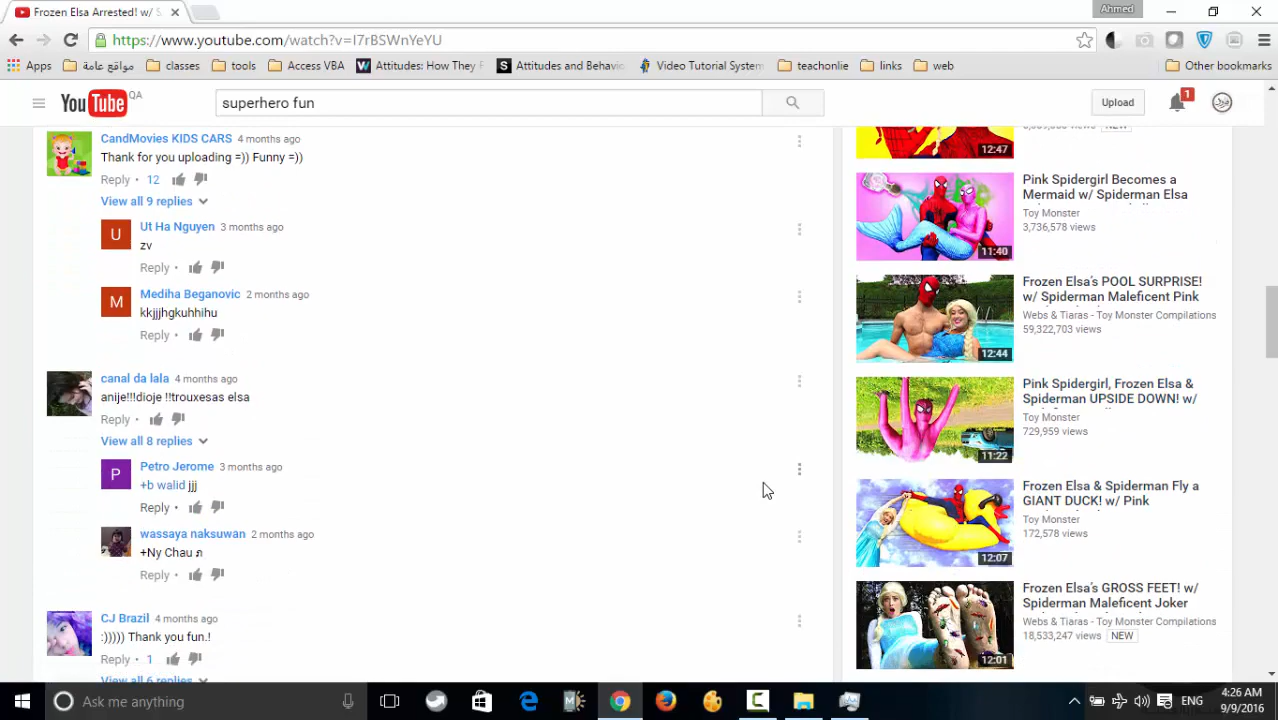 Frozen Elsa Arrested! w/ S
Ahmed
https://www.youtube.com/watch?v=I7rBSWnYeYU
Apps
مواقع عامة
classes
tools
Access VBA
Attitudes: How They F
Attitudes and Behavio
Video Tutorial System
teachonlie
links
web
Other bookmarks
YouTube QA
superhero fun
Upload
1
CandMovies KIDS CARS 4 months ago
Thank for you uploading =)) Funny =))
Reply · 12
View all 9 replies
U
Ut Ha Nguyen 3 months ago
zv
Reply ·
M
Mediha Beganovic 2 months ago
kkjjjhgkuhhihu
Reply ·
canal da lala 4 months ago
anije!!!dioje !!trouxesas elsa
Reply ·
View all 8 replies
P
Petro Jerome 3 months ago
+b walid jjj
Reply ·
wassaya naksuwan 2 months ago
+Ny Chau ภ
Reply ·
CJ Brazil 4 months ago
:))))) Thank you fun.!
Reply · 1
View all 6 replies
NEW
12:47
Pink Spidergirl Becomes a
Mermaid w/ Spiderman Elsa
Toy Monster
3,736,578 views
11:40
Frozen Elsa's POOL SURPRISE!
w/ Spiderman Maleficent Pink
Webs & Tiaras - Toy Monster Compilations
59,322,703 views
12:44
Pink Spidergirl, Frozen Elsa &
Spiderman UPSIDE DOWN! w/
Toy Monster
729,959 views
11:22
Frozen Elsa & Spiderman Fly a
GIANT DUCK! w/ Pink
Toy Monster
172,578 views
12:07
Frozen Elsa's GROSS FEET! w/
Spiderman Maleficent Joker
Webs & Tiaras - Toy Monster Compilations
18,533,247 views NEW
12:01
Ask me anything
ENG
4:26 AM
9/9/2016